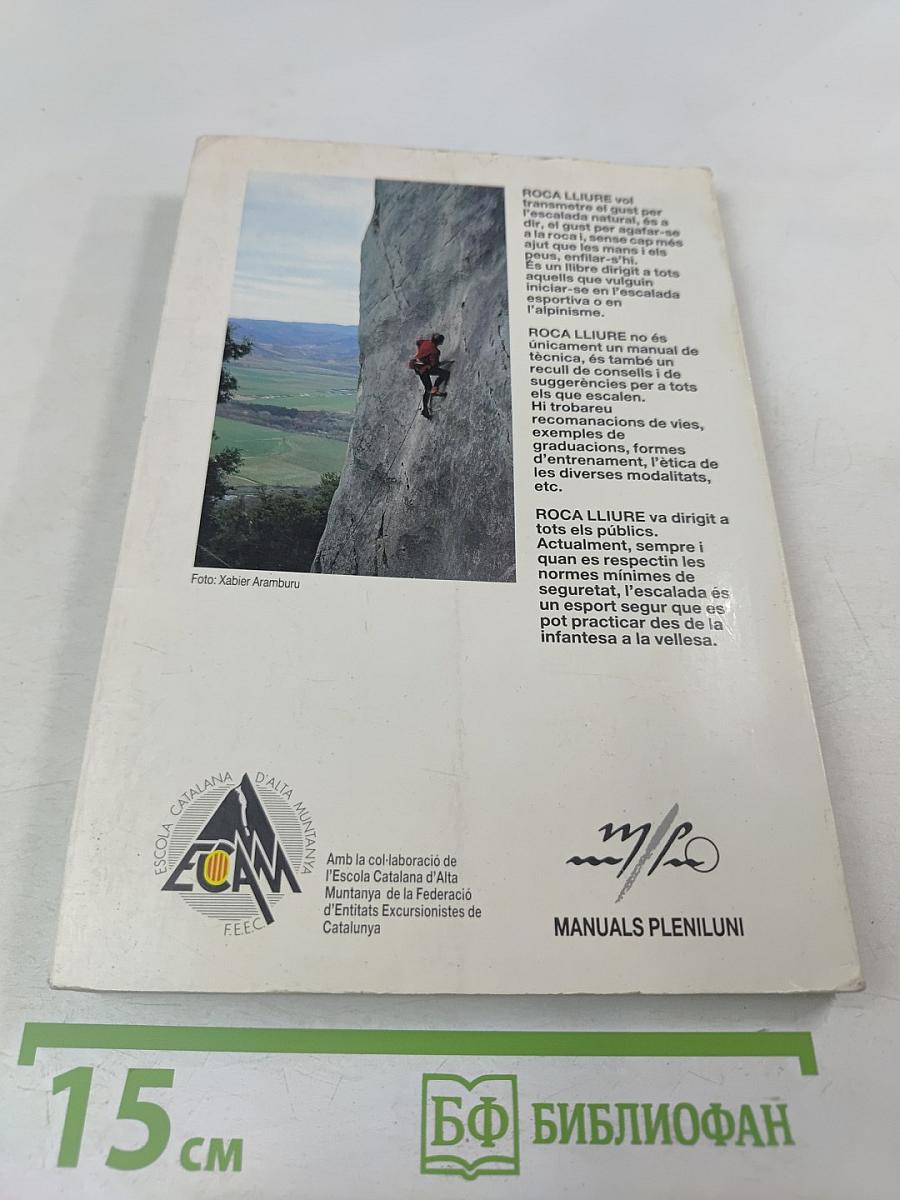 ROCA LLIURE vol
transmetre el gust per
l'escalada natural, és a
dir, el gust per agafar-se
a la roca i, sense cap més
ajut que les mans i els
peus, enfilar-s'hi.
És un llibre dirigit a tots
aquells que vulguin
iniciar-se en l'escalada
esportiva o en
l'alpinisme.
ROCA LLIURE no és
únicament un manual de
tècnica, és també un
recull de consells i de
suggerències per a tots
els que escalen.
Hi trobareu
recomanacions de vies,
exemples de
graduacions, formes
d'entrenament, l'ètica de
les diverses modalitats,
etc.
ROCA LLIURE va dirigit a
tots els públics.
Actualment, sempre i
quan es respectin les
normes mínimes de
seguretat, l'escalada és
un esport segur que es
pot practicar des de la
infantesa a la vellesa.
Foto: Xabier Aramburu
ESCOLA CATALANA D'ALTA MUNTANYA
ECAM
F.E.E.C.
Amb la col·laboració de
l'Escola Catalana d'Alta
Muntanya de la Federació
d'Entitats Excursionistes de
Catalunya
MANUALS PLENILUNI
15 см
БФ БИБЛИОФАН